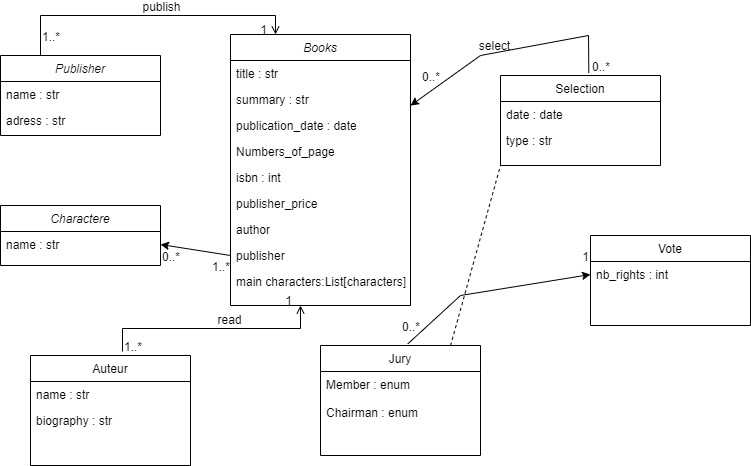 publish
1..*
1
Publisher
name : str
adress : str
Books
title : str
summary : str
publication_date : date
Numbers_of_page
isbn : int
publisher_price
author
publisher
main characters:List[characters]
select
0..*
0..*
Selection
date : date
type : str
Charactere
name : str
0..*
1..*
1
read
1..*
Auteur
name : str
biography : str
Jury
Member : enum
Chairman : enum
0..*
1
Vote
nb_rights : int